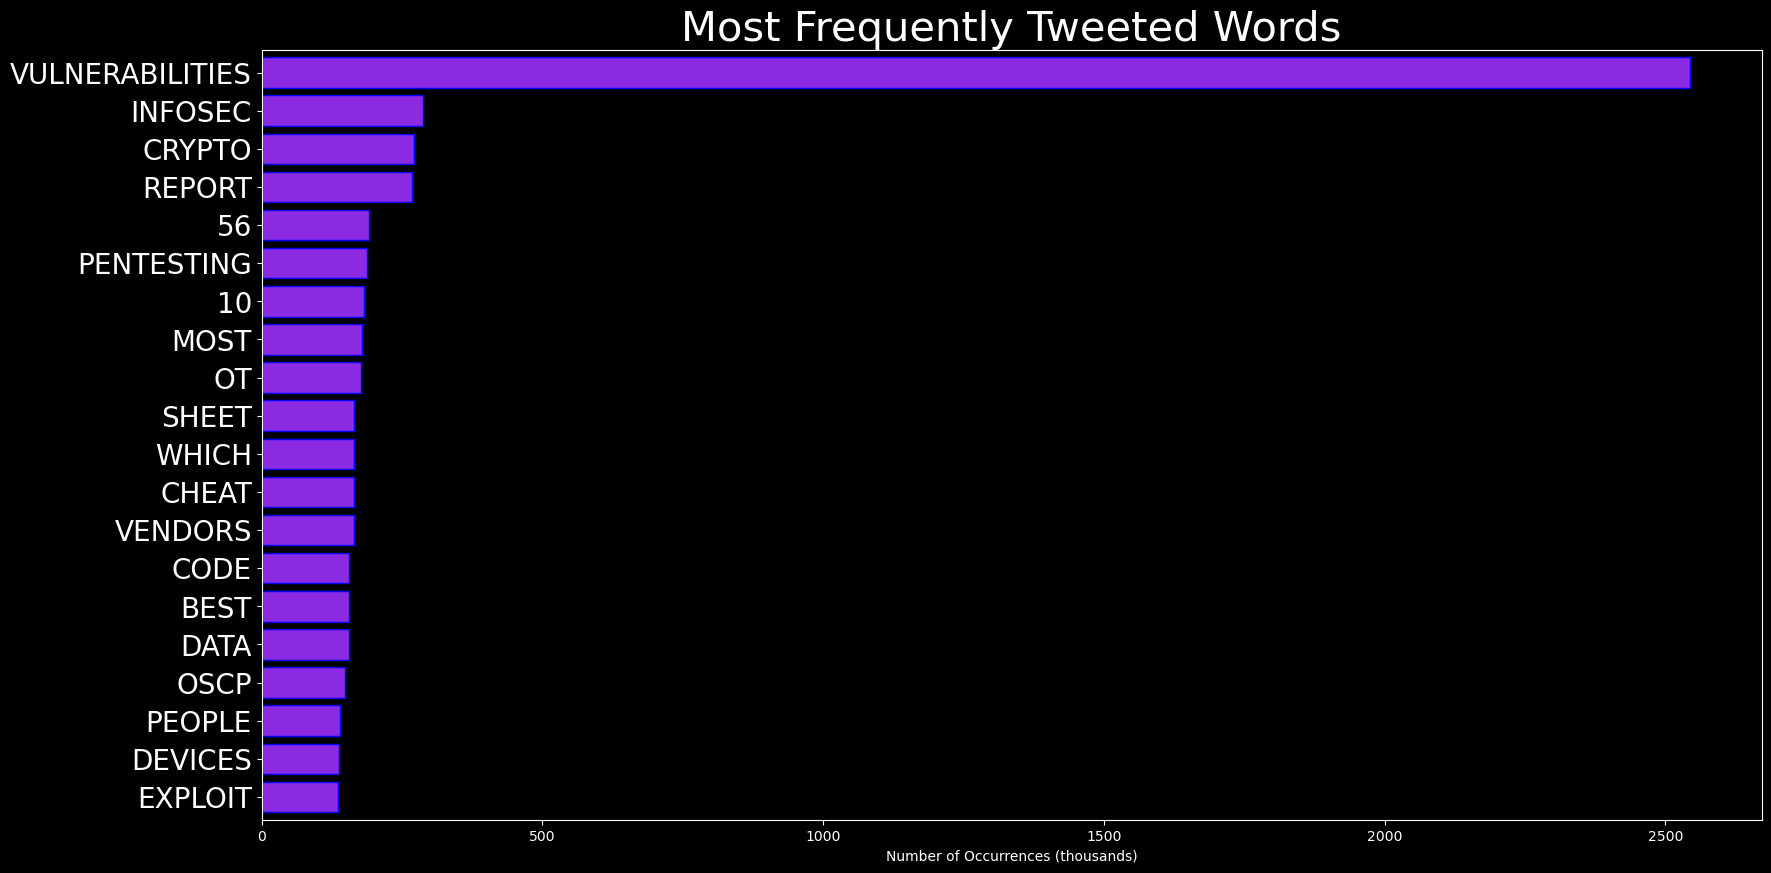 Most Frequently Tweeted Words
VULNERABILITIES
INFOSEC
CRYPTO
REPORT
56
PENTESTING
10
MOST
OT
SHEET
WHICH
CHEAT
VENDORS
CODE
BEST
DATA
OSCP
PEOPLE
DEVICES
EXPLOIT
0 500 1000 1500 2000 2500
Number of Occurrences (thousands)